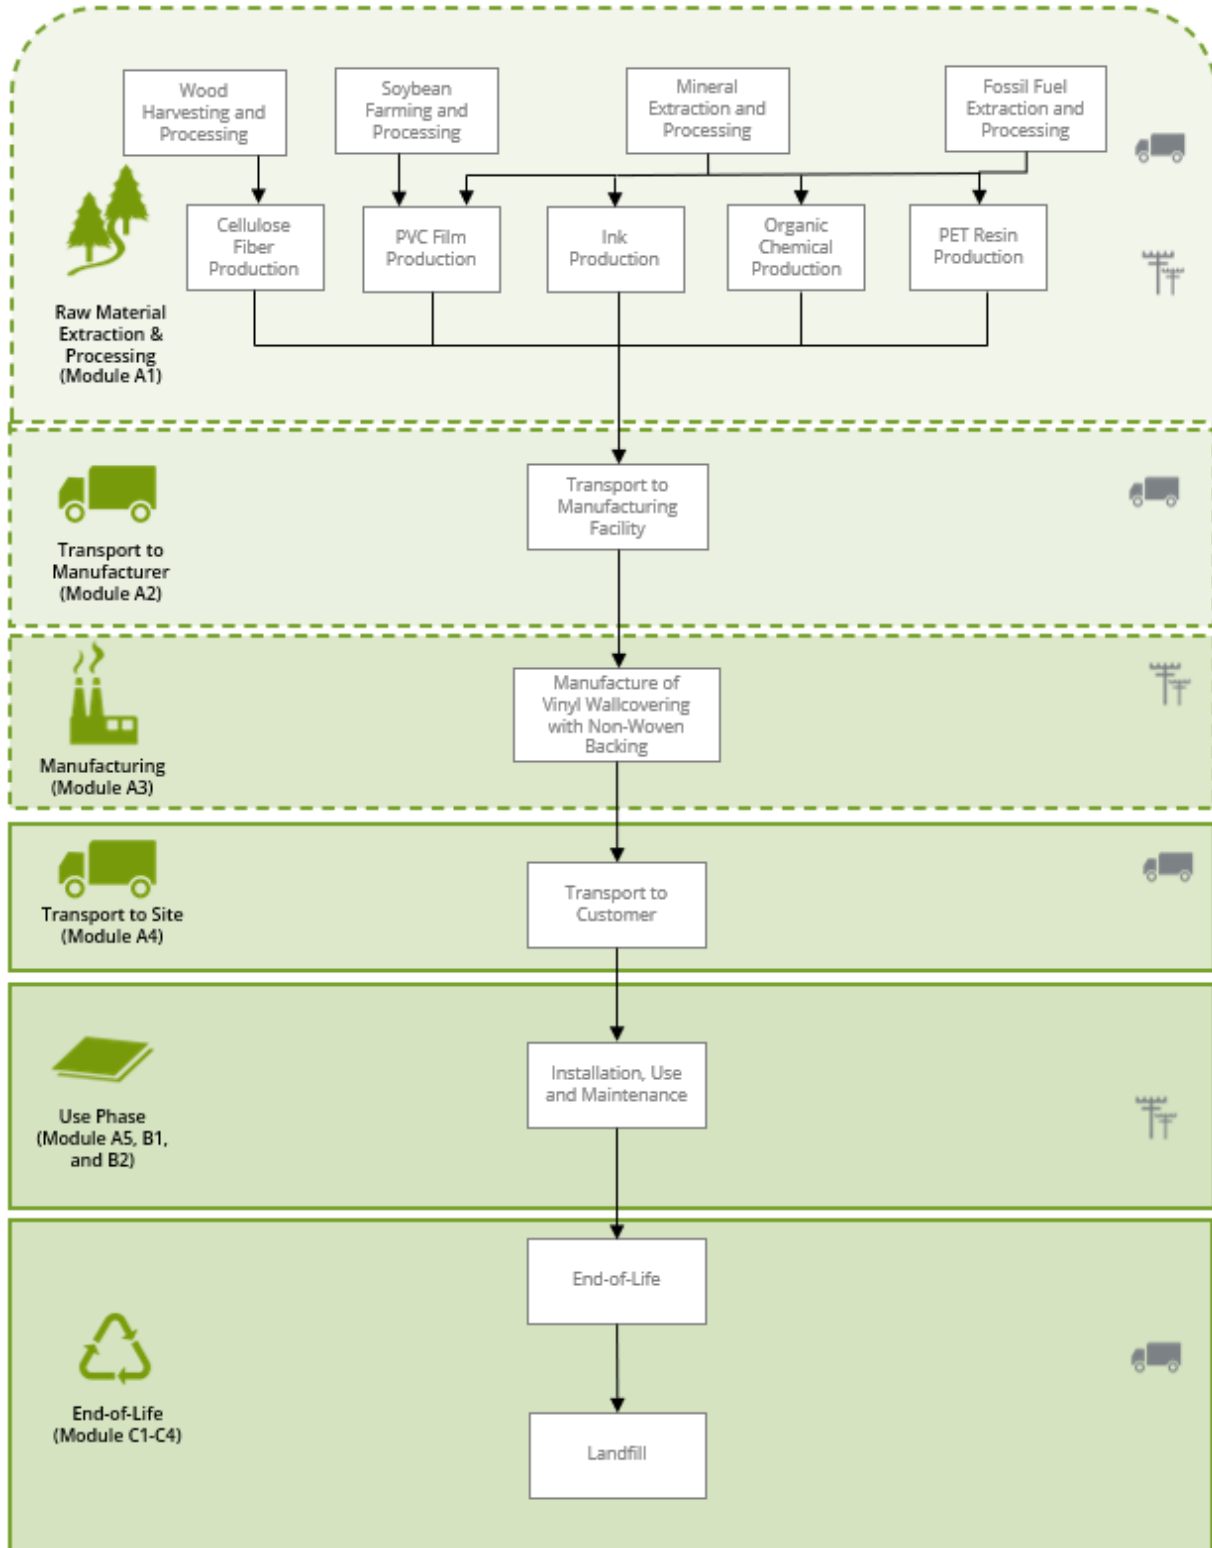 Wood
Harvesting and
Processing
Soybean
Farming and
Processing
Mineral
Extraction and
Processing
Fossil Fuel
Extraction and
Processing
Cellulose
Fiber
Production
PVC Film
Production
Ink
Production
Organic
Chemical
Production
PET Resin
Production
Raw Material
Extraction &
Processing
(Module A1)
Transport to
Manufacturing
Facility
Transport to
Manufacturer
(Module A2)
Manufacture of
Vinyl Wallcovering
with Non-Woven
Backing
Manufacturing
(Module A3)
Transport to
Customer
Transport to Site
(Module A4)
Installation, Use
and Maintenance
Use Phase
(Module A5, B1,
and B2)
End-of-Life
End-of-Life
(Module C1-C4)
Landfill